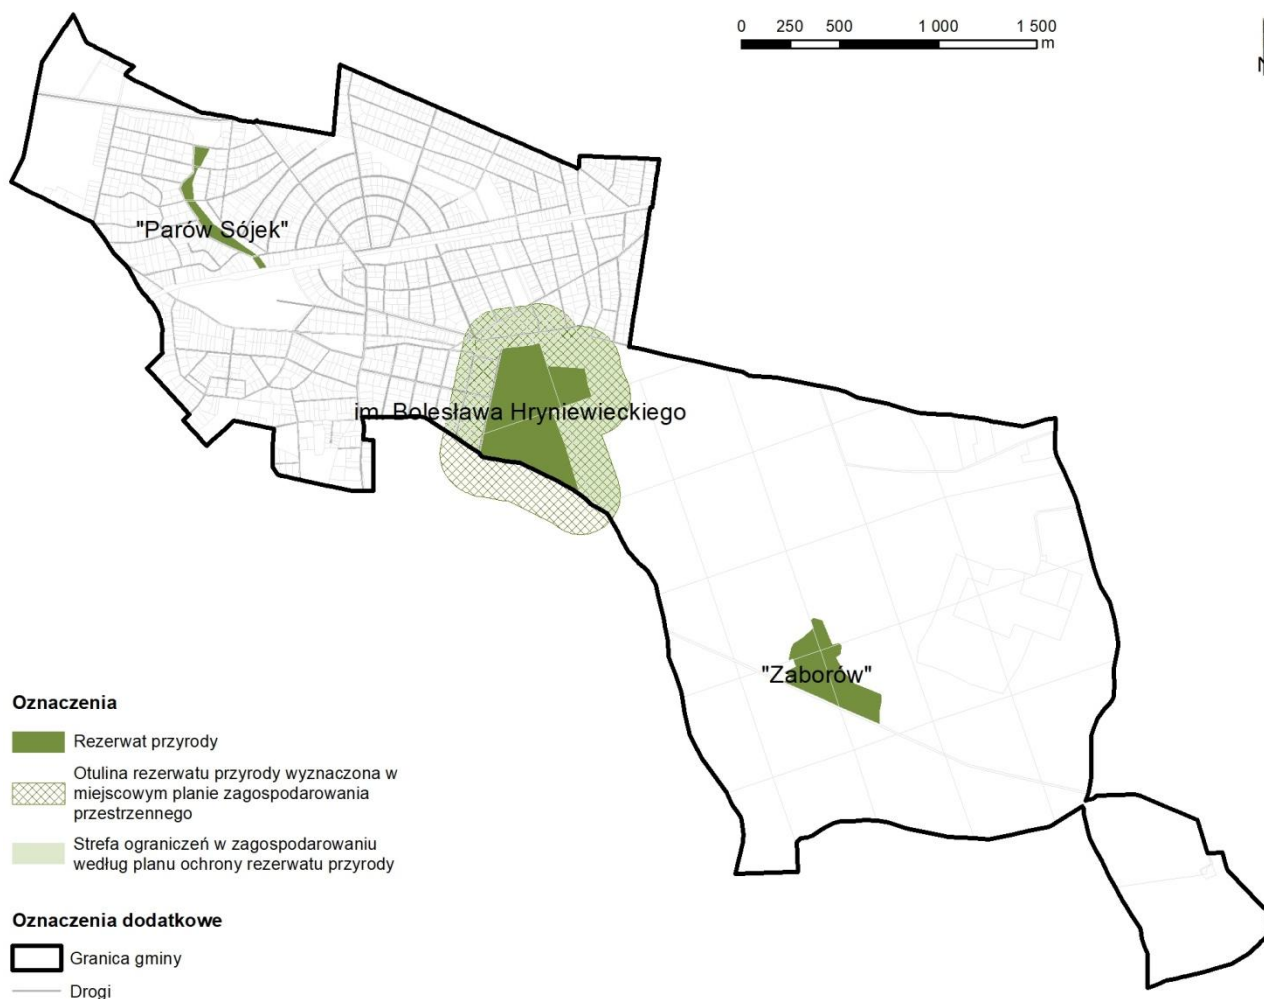 0 250 500 1 000 1 500
m
N
"Parów Sójek"
im. Bolesława Hryniewieckiego
"Zaborów"
Oznaczenia
Rezerwat przyrody
Otulina rezerwatu przyrody wyznaczona w
miejscowym planie zagospodarowania
przestrzennego
Strefa ograniczeń w zagospodarowaniu
według planu ochrony rezerwatu przyrody
Oznaczenia dodatkowe
Granica gminy
Drogi